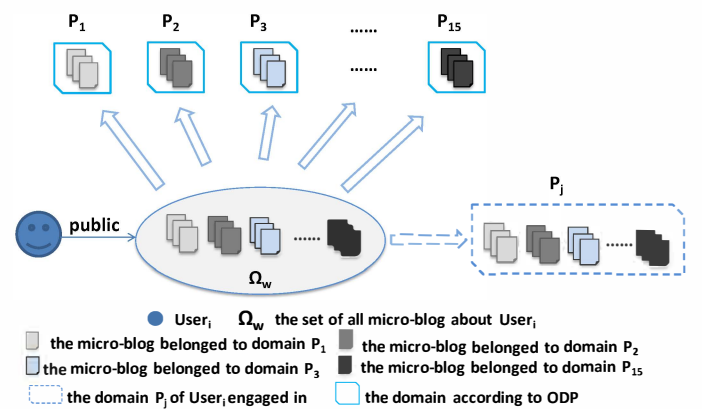 P1 P2 P3 ...... P15
......
Pj
public
......
......
Ωw
Useri Ωw the set of all micro-blog about Useri
the micro-blog belonged to domain P1 the micro-blog belonged to domain P2
the micro-blog belonged to domain P3 the micro-blog belonged to domain P15
the domain Pj of Useri engaged in the domain according to ODP